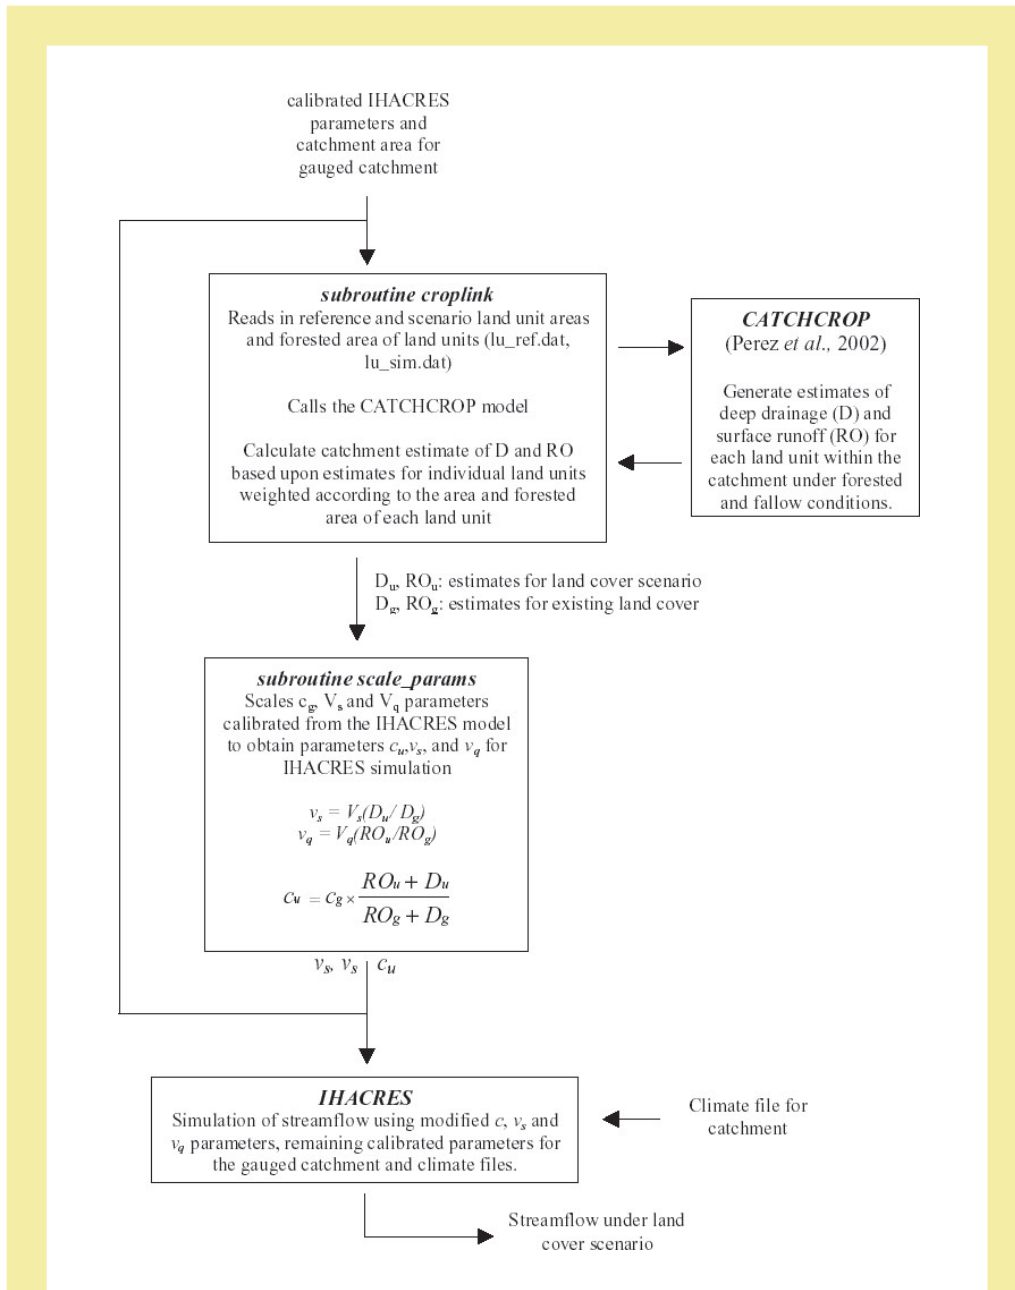 calibrated IHACRES
parameters and
catchment area for
gauged catchment
subroutine croplink
Reads in reference and scenario land unit areas
and forested area of land units (lu_ref.dat,
lu_sim.dat)
Calls the CATCHCROP model
Calculate catchment estimate of D and RO
based upon estimates for individual land units
weighted according to the area and forested
area of each land unit
CATCHCROP
(Perez et al., 2002)
Generate estimates of
deep drainage (D) and
surface runoff (RO) for
each land unit within the
catchment under forested
and fallow conditions.
Du, ROu: estimates for land cover scenario
Dg, ROg: estimates for existing land cover
subroutine scale_params
Scales cg, Vs and Vq parameters
calibrated from the IHACRES model
to obtain parameters cu,vs, and vq for
IHACRES simulation
vs = Vs(Du/Dg)
vq = Vq(ROu/ROg)
cu = cg × (ROu + Du) / (ROg + Dg)
vs, vs cu
IHACRES
Simulation of streamflow using modified c, vs and
vq parameters, remaining calibrated parameters for
the gauged catchment and climate files.
Climate file for
catchment
Streamflow under land
cover scenario